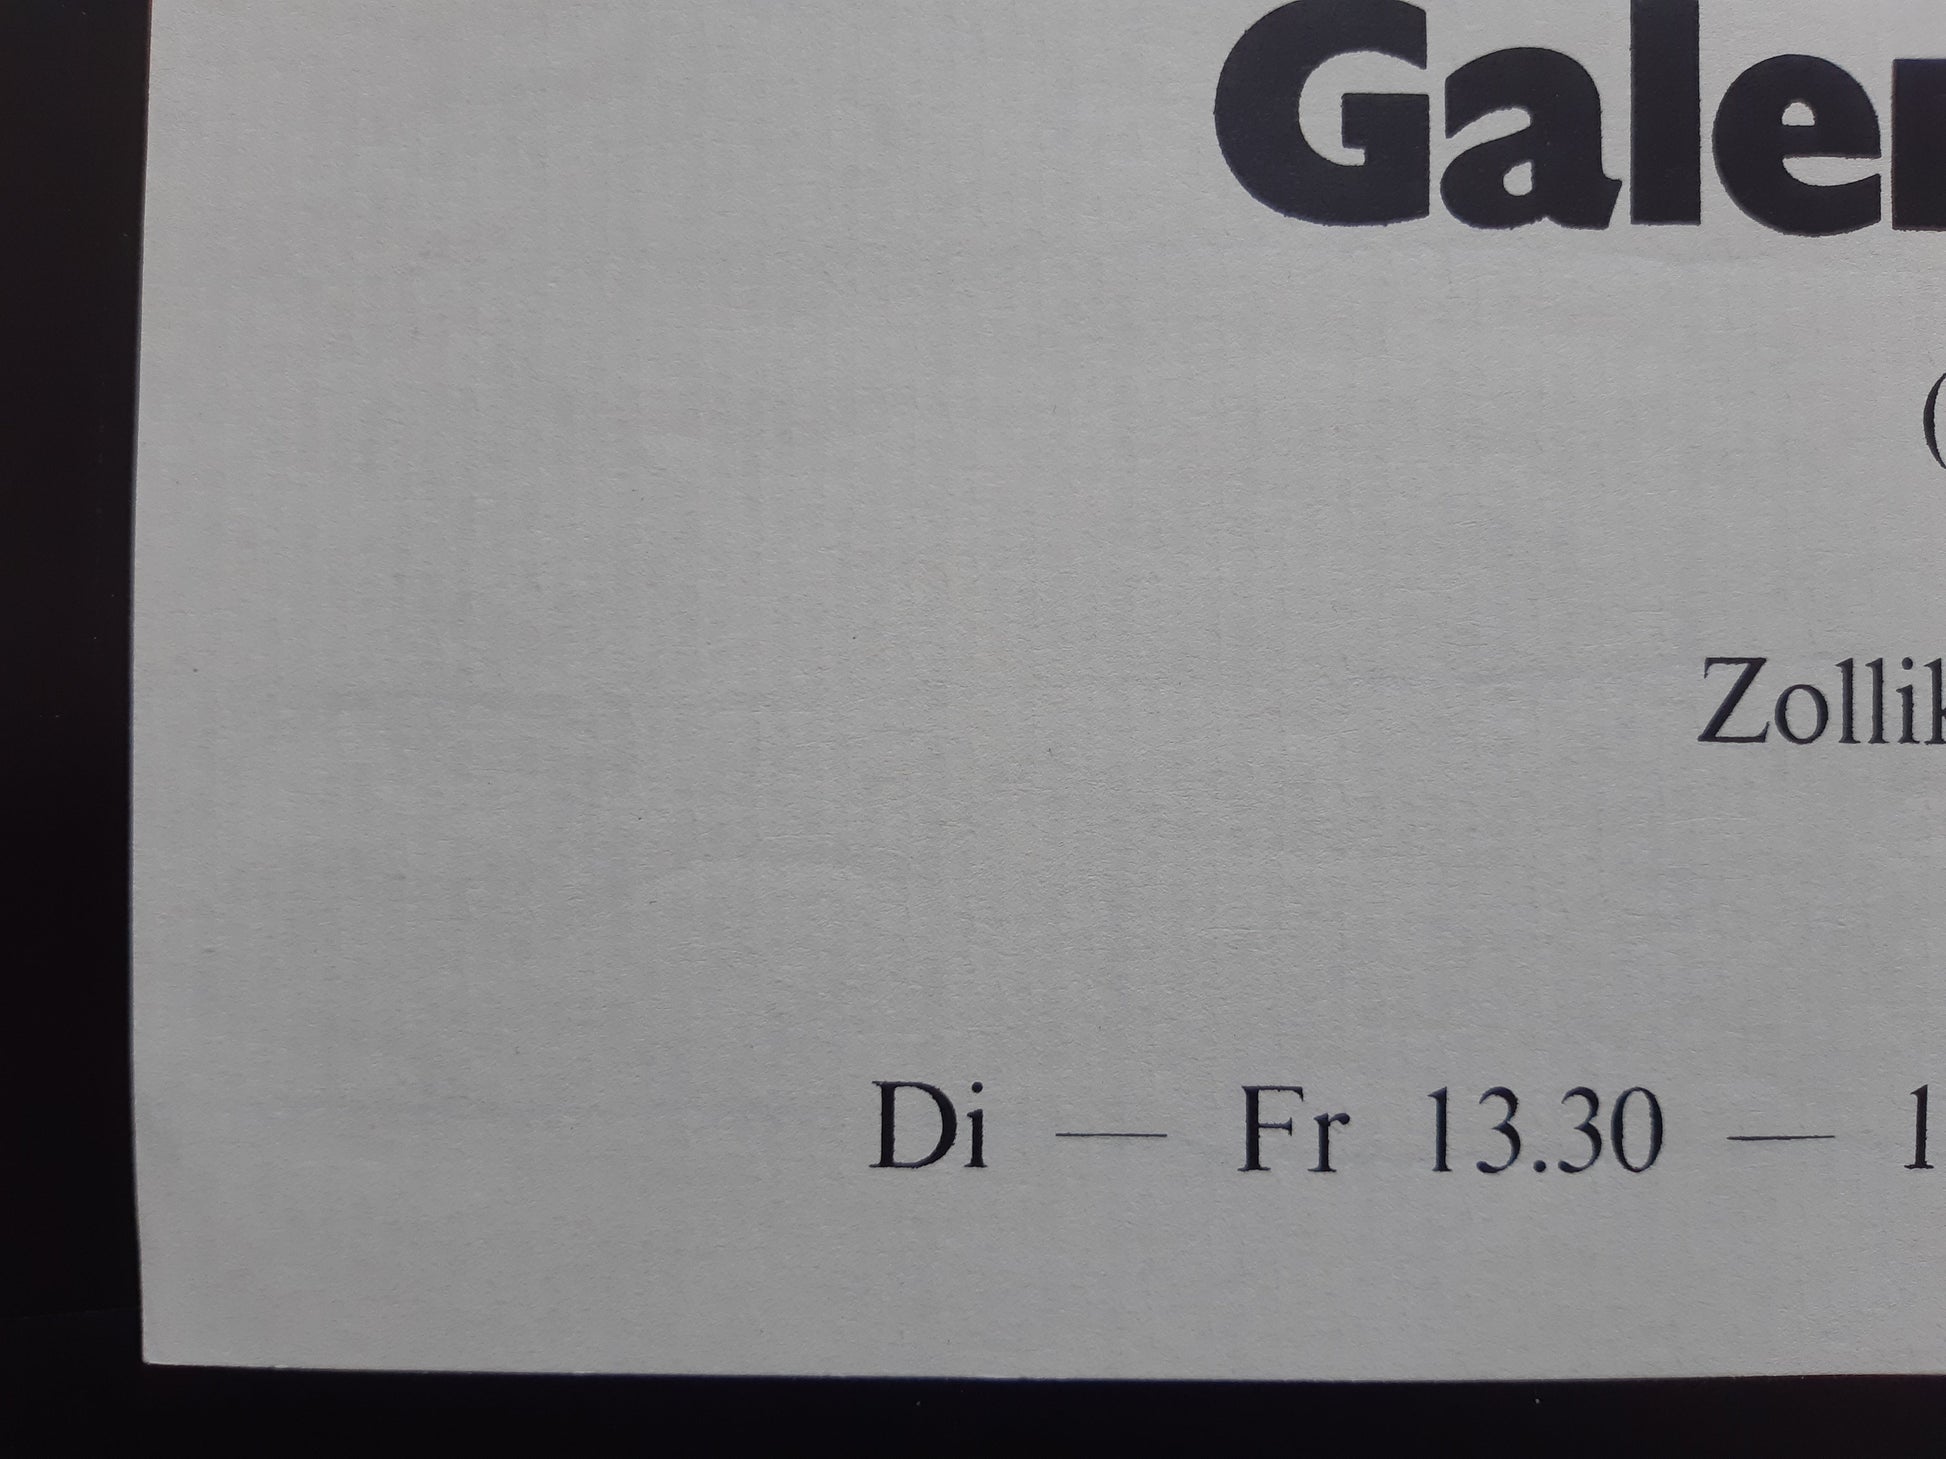 Galer
(
Zollik
Di — Fr 13.30 — 1